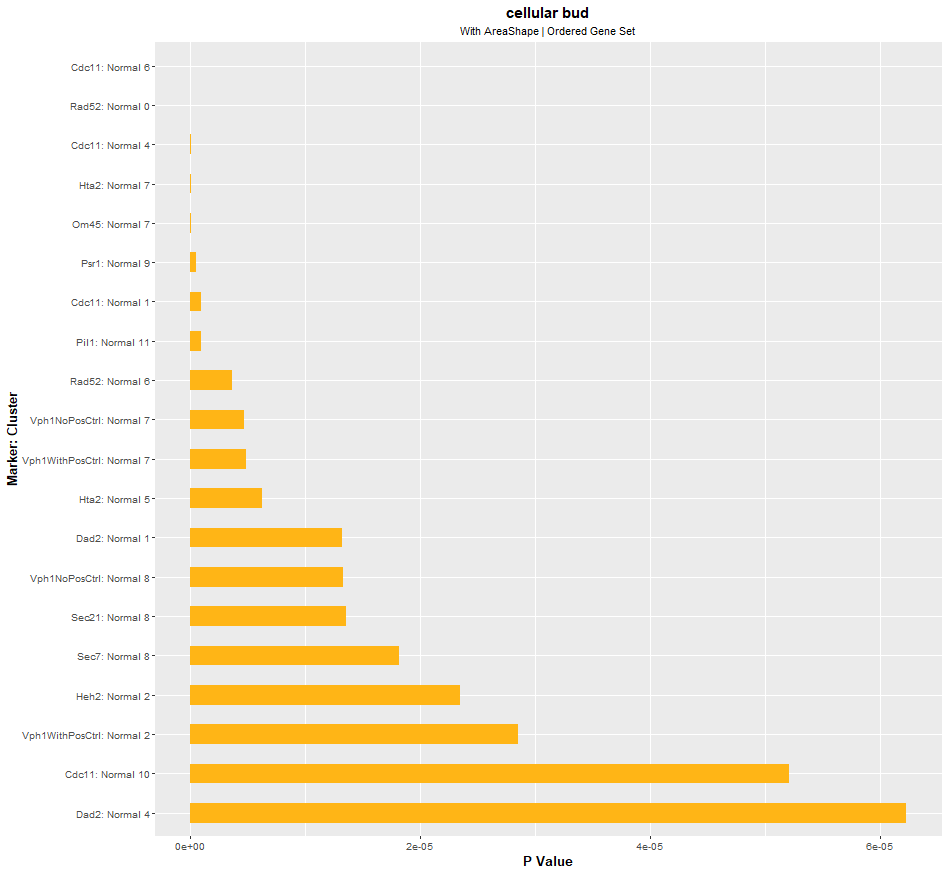 cellular bud
With AreaShape | Ordered Gene Set
Marker: Cluster
Cdc11: Normal 6
Rad52: Normal 0
Cdc11: Normal 4
Hta2: Normal 7
Om45: Normal 7
Psr1: Normal 9
Cdc11: Normal 1
Pil1: Normal 11
Rad52: Normal 6
Vph1NoPosCtrl: Normal 7
Vph1WithPosCtrl: Normal 7
Hta2: Normal 5
Dad2: Normal 1
Vph1NoPosCtrl: Normal 8
Sec21: Normal 8
Sec7: Normal 8
Heh2: Normal 2
Vph1WithPosCtrl: Normal 2
Cdc11: Normal 10
Dad2: Normal 4
0e+00 2e-05 4e-05 6e-05
P Value